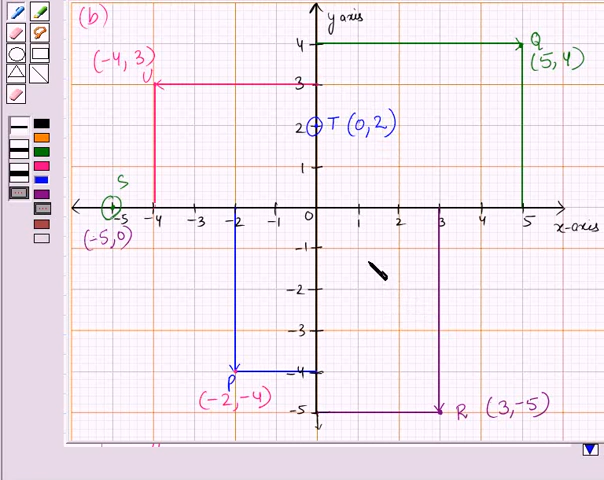 (b)
y axis
4
Q
(5, 4)
(-4, 3)
U
3
2
T (0, 2)
1
S
-5 -4 -3 -2 -1 0 1 2 3 4 5
x-axis
(-5, 0)
-1
-2
-3
-4
P
(-2, -4)
-5
R (3, -5)